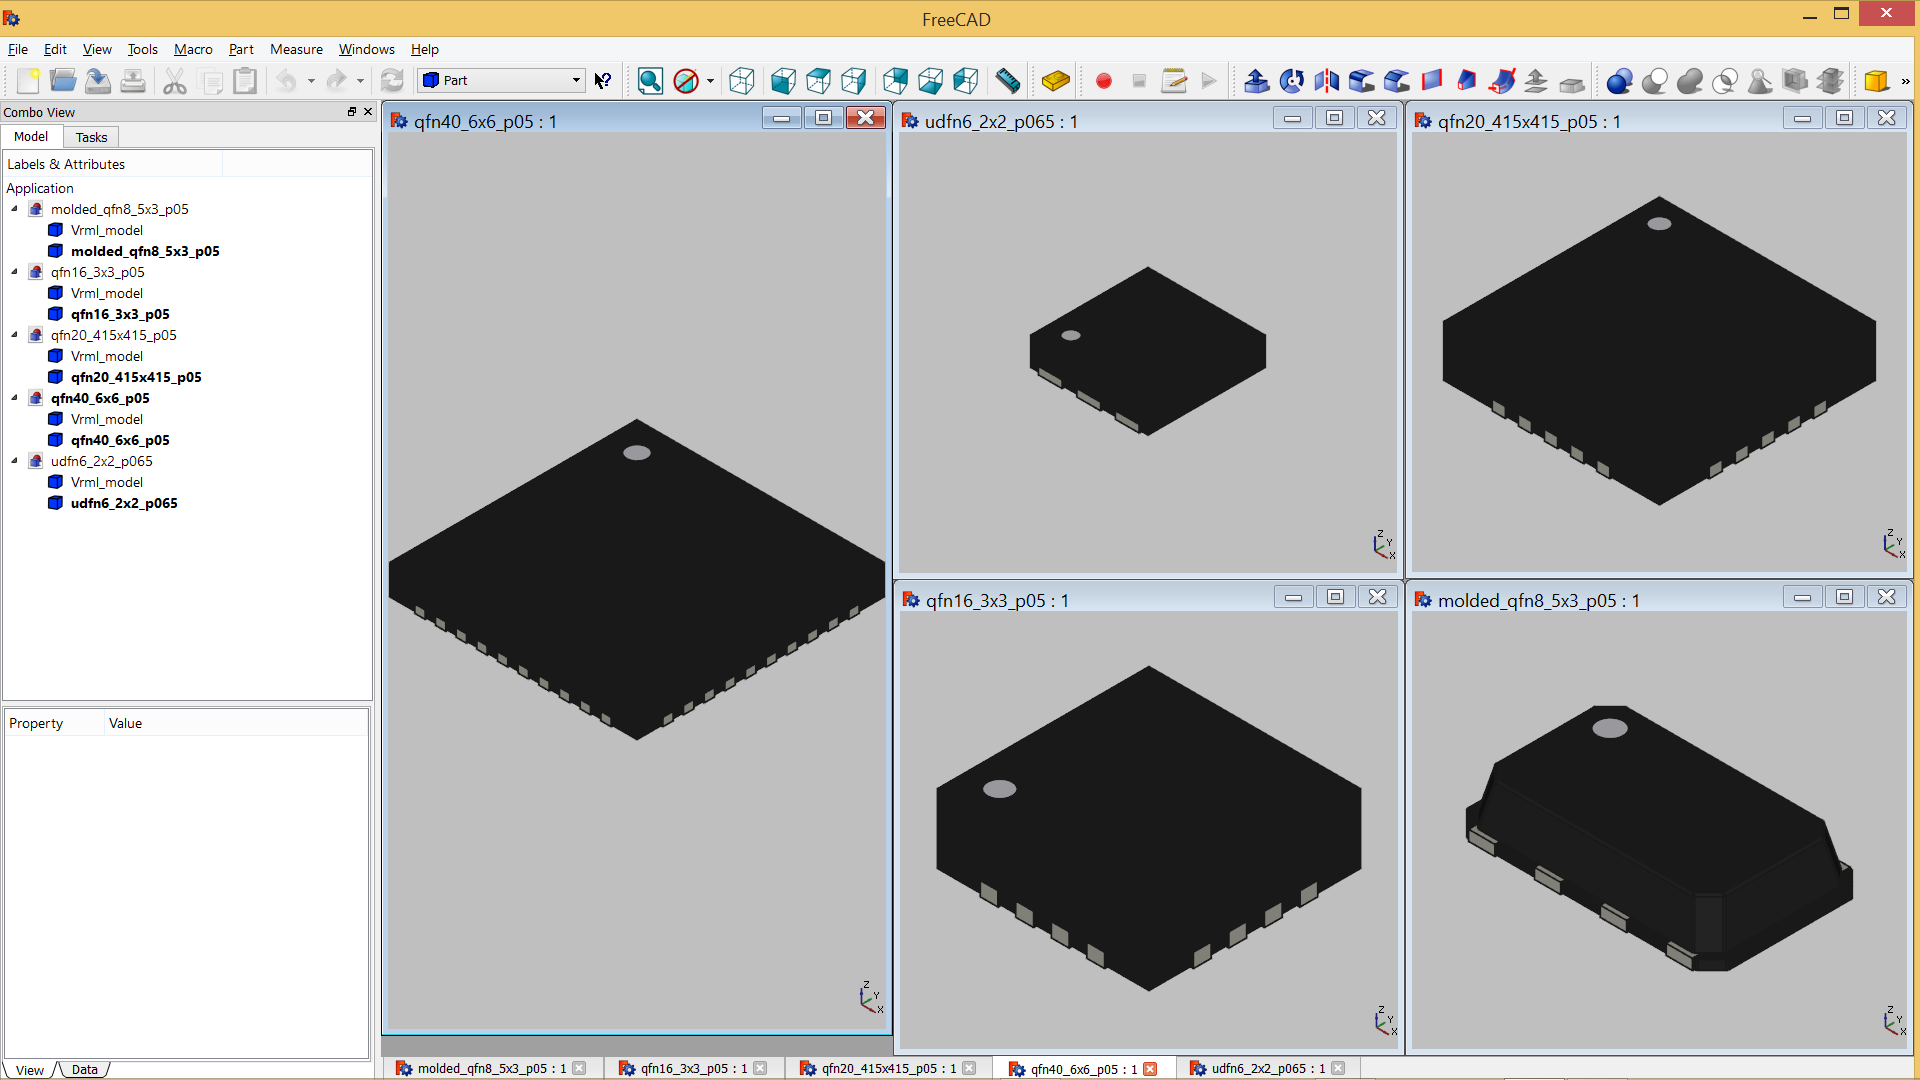 FreeCAD
File Edit View Tools Macro Part Measure Windows Help
Part
Combo View
Model Tasks
Labels & Attributes
Application
molded_qfn8_5x3_p05
Vrml_model
molded_qfn8_5x3_p05
qfn16_3x3_p05
Vrml_model
qfn16_3x3_p05
qfn20_415x415_p05
Vrml_model
qfn20_415x415_p05
qfn40_6x6_p05
Vrml_model
qfn40_6x6_p05
udfn6_2x2_p065
Vrml_model
udfn6_2x2_p065
Property Value
View Data
qfn40_6x6_p05 : 1
Z
Y
X
udfn6_2x2_p065 : 1
Z
Y
X
qfn20_415x415_p05 : 1
Z
Y
X
qfn16_3x3_p05 : 1
Z
Y
X
molded_qfn8_5x3_p05 : 1
Z
Y
X
molded_qfn8_5x3_p05 : 1 qfn16_3x3_p05 : 1 qfn20_415x415_p05 : 1 qfn40_6x6_p05 : 1 udfn6_2x2_p065 : 1